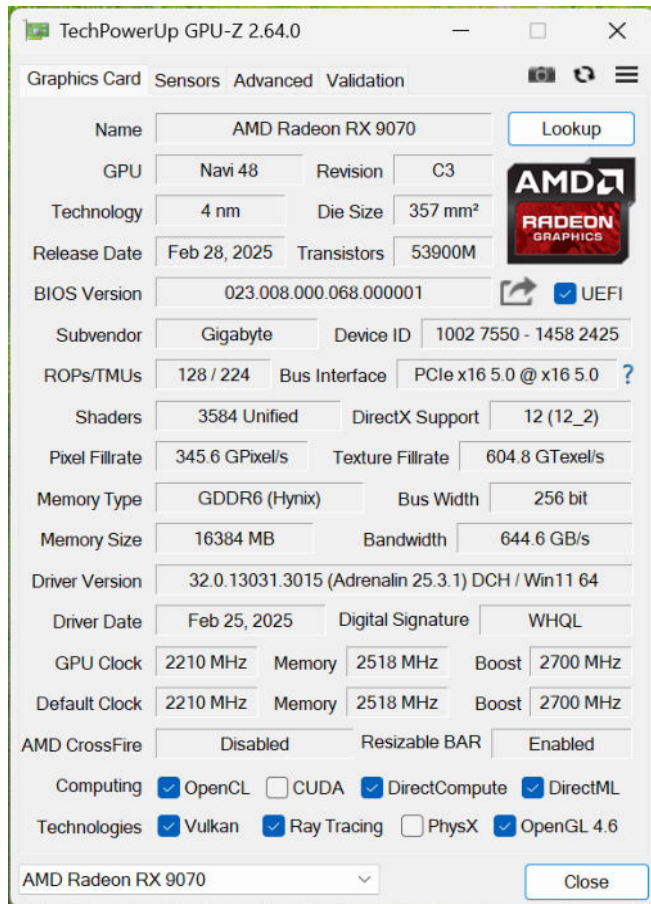 TechPowerUp GPU-Z 2.64.0
Graphics Card Sensors Advanced Validation
Name AMD Radeon RX 9070 Lookup
GPU Navi 48 Revision C3
Technology 4 nm Die Size 357 mm²
Release Date Feb 28, 2025 Transistors 53900M
AMD
RADEON
GRAPHICS
BIOS Version 023.008.000.068.000001 UEFI
Subvendor Gigabyte Device ID 1002 7550 - 1458 2425
ROPs/TMUs 128 / 224 Bus Interface PCIe x16 5.0 @ x16 5.0 ?
Shaders 3584 Unified DirectX Support 12 (12_2)
Pixel Fillrate 345.6 GPixel/s Texture Fillrate 604.8 GTexel/s
Memory Type GDDR6 (Hynix) Bus Width 256 bit
Memory Size 16384 MB Bandwidth 644.6 GB/s
Driver Version 32.0.13031.3015 (Adrenalin 25.3.1) DCH / Win11 64
Driver Date Feb 25, 2025 Digital Signature WHQL
GPU Clock 2210 MHz Memory 2518 MHz Boost 2700 MHz
Default Clock 2210 MHz Memory 2518 MHz Boost 2700 MHz
AMD CrossFire Disabled Resizable BAR Enabled
Computing OpenCL CUDA DirectCompute DirectML
Technologies Vulkan Ray Tracing PhysX OpenGL 4.6
AMD Radeon RX 9070 Close